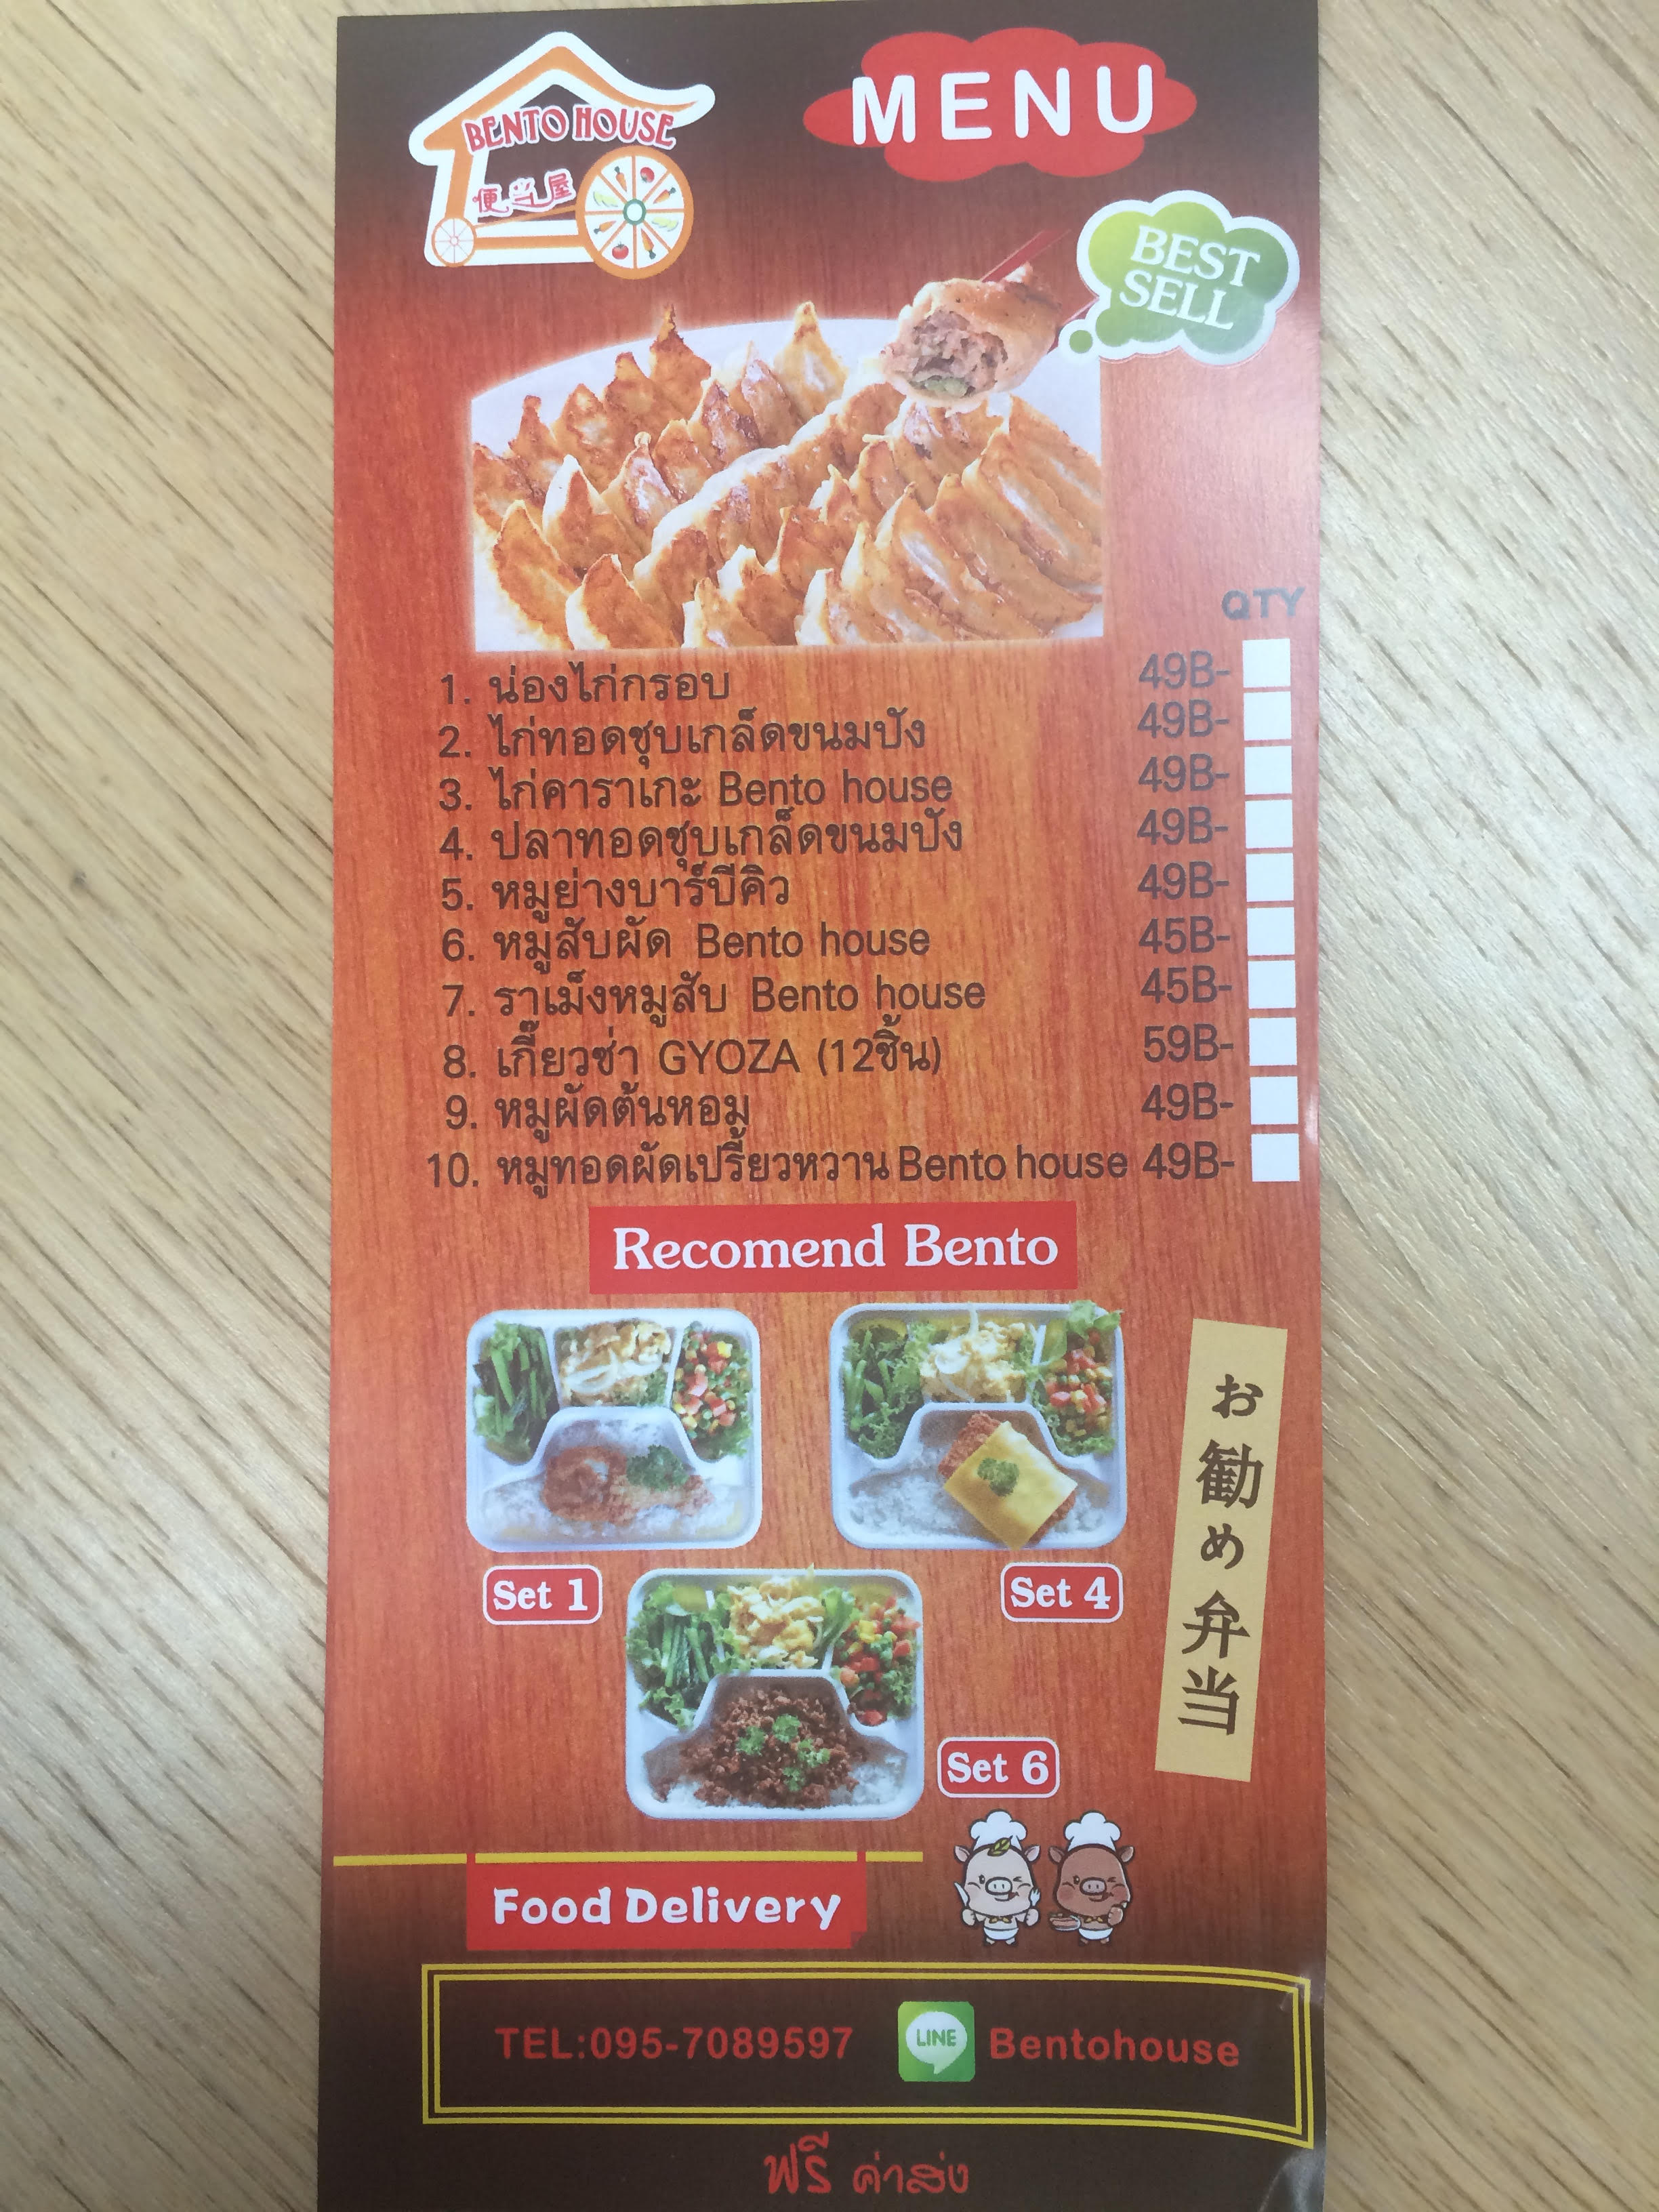 BENTO HOUSE
便当屋
MENU
BEST
SELL
QTY
1. น่องไก่กรอบ 49B-
2. ไก่ทอดชุบเกล็ดขนมปัง 49B-
3. ไก่คาราเกะ Bento house 49B-
4. ปลาทอดชุบเกล็ดขนมปัง 49B-
5. หมูย่างบาร์บีคิว 49B-
6. หมูสับผัด Bento house 45B-
7. ราเม็งหมูสับ Bento house 45B-
8. เกี๊ยวซ่า GYOZA (12ชิ้น) 59B-
9. หมูผัดต้นหอม 49B-
10. หมูทอดผัดเปรี้ยวหวาน Bento house 49B-
Recomend Bento
お勧め弁当
Set 1
Set 4
Set 6
Food Delivery
TEL:095-7089597
LINE
Bentohouse
ฟรี ค่าส่ง